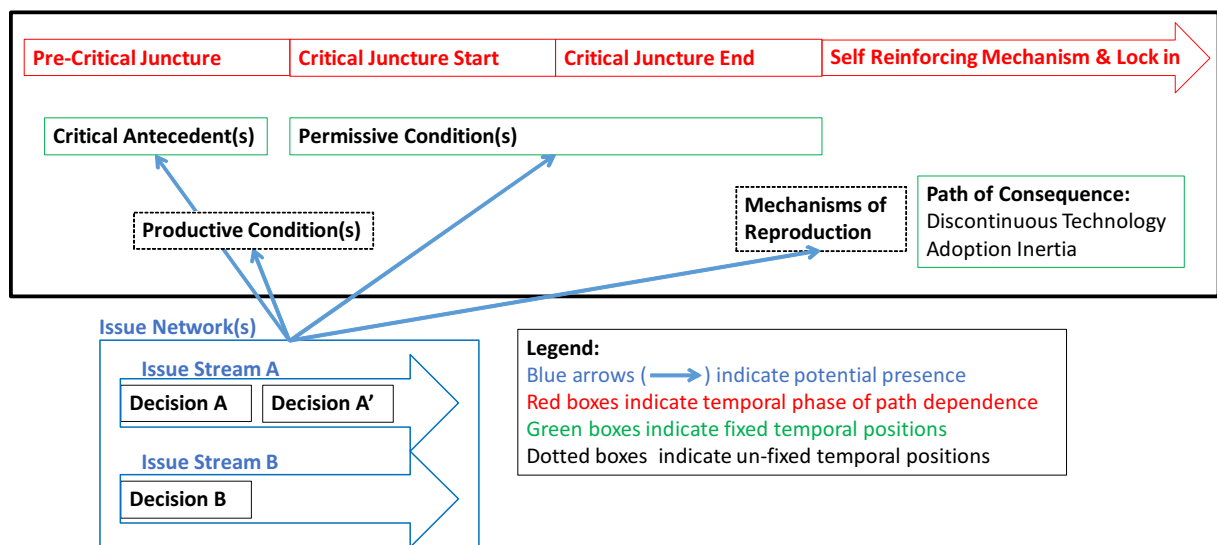 Pre-Critical Juncture
Critical Juncture Start
Critical Juncture End
Self Reinforcing Mechanism & Lock in
Critical Antecedent(s)
Permissive Condition(s)
Productive Condition(s)
Mechanisms of
Reproduction
Path of Consequence:
Discontinuous Technology
Adoption Inertia
Issue Network(s)
Issue Stream A
Decision A
Decision A’
Issue Stream B
Decision B
Legend:
Blue arrows ( ) indicate potential presence
Red boxes indicate temporal phase of path dependence
Green boxes indicate fixed temporal positions
Dotted boxes indicate un-fixed temporal positions